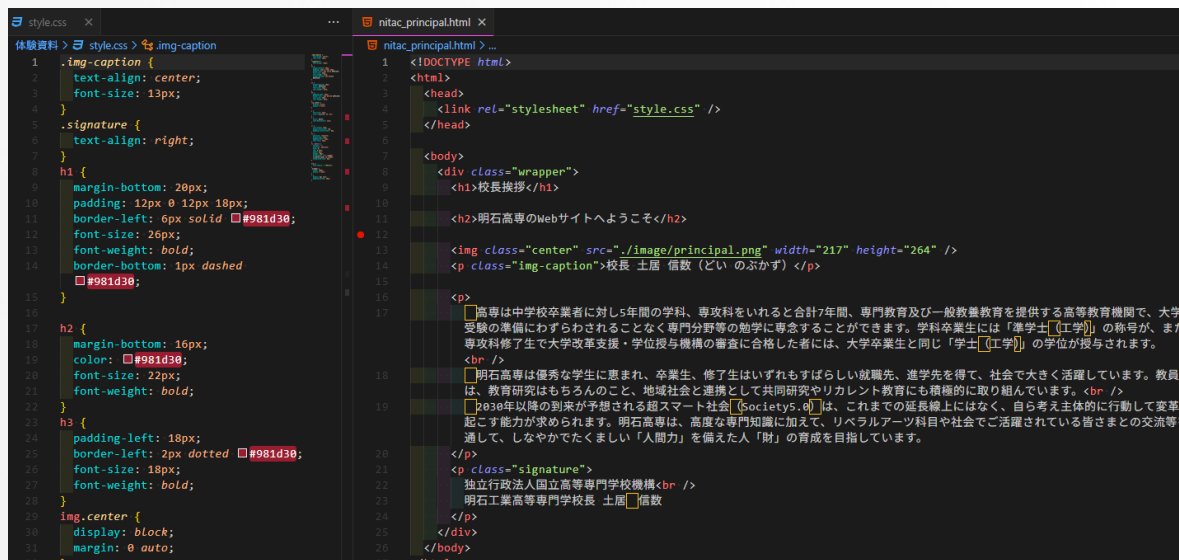 style.css
体験資料 > style.css > .img-caption
1 .img-caption {
2 text-align: center;
3 font-size: 13px;
4 }
5 .signature {
6 text-align: right;
7 }
8 h1 {
9 margin-bottom: 20px;
10 padding: 12px 0 12px 18px;
11 border-left: 6px solid #981d30;
12 font-size: 26px;
13 font-weight: bold;
14 border-bottom: 1px dashed
#981d30;
15 }
16
17 h2 {
18 margin-bottom: 16px;
19 color: #981d30;
20 font-size: 22px;
21 font-weight: bold;
22 }
23 h3 {
24 padding-left: 18px;
25 border-left: 2px dotted #981d30;
26 font-size: 18px;
27 font-weight: bold;
28 }
29 img.center {
30 display: block;
31 margin: 0 auto;
nitac_principal.html
nitac_principal.html > ...
1 <!DOCTYPE html>
2 <html>
3 <head>
4 <link rel="stylesheet" href="style.css" />
5 </head>
6
7 <body>
8 <div class="wrapper">
9 <h1>校長挨拶</h1>
10
11 <h2>明石高専のWebサイトへようこそ</h2>
12
13 <img class="center" src="./image/principal.png" width="217" height="264" />
14 <p class="img-caption">校長 土居 信数（どい のぶかず）</p>
15
16 <p>
17 高専は中学校卒業者に対し5年間の学科、専攻科をいれると合計7年間、専門教育及び一般教養教育を提供する高等教育機関で、大学
受験の準備にわずらわされることなく専門分野等の勉学に専念することができます。学科卒業生には「準学士（工学）」の称号が、また
専攻科修了生で大学改革支援・学位授与機構の審査に合格した者には、大学卒業生と同じ「学士（工学）」の学位が授与されます。
<br />
18 明石高専は優秀な学生に恵まれ、卒業生、修了生はいずれもすばらしい就職先、進学先を得て、社会で大きく活躍しています。教員
は、教育研究はもちろんのこと、地域社会と連携として共同研究やリカレント教育にも積極的に取り組んでいます。<br />
19 2030年以降の到来が予想される超スマート社会（Society5.0）は、これまでの延長線上にはなく、自ら考え主体的に行動して変革
起こす能力が求められます。明石高専は、高度な専門知識に加えて、リベラルアーツ科目や社会でご活躍されている皆さまとの交流等
通して、しなやかでたくましい「人間力」を備えた人「財」の育成を目指しています。
20 </p>
21 <p class="signature">
22 独立行政法人国立高等専門学校機構<br />
23 明石工業高等専門学校長 土居　信数
24 </p>
25 </div>
26 </body>